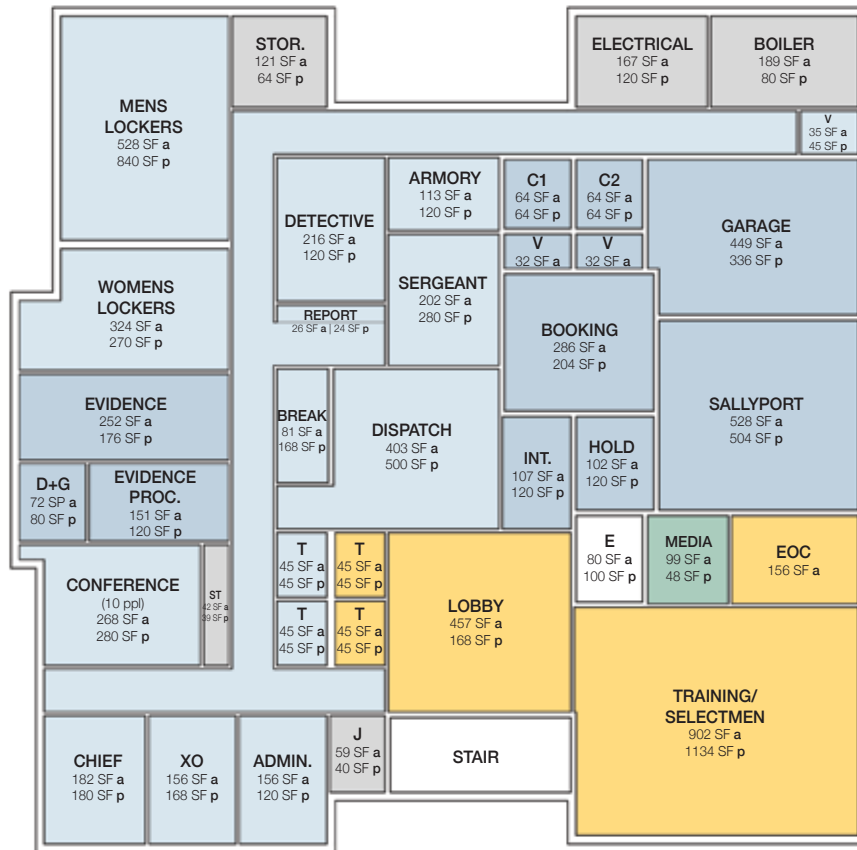 STOR.
121 SF a
64 SF p
ELECTRICAL
167 SF a
120 SF p
BOILER
189 SF a
80 SF p
MENS
LOCKERS
528 SF a
840 SF p
V
35 SF a
45 SF p
DETECTIVE
216 SF a
120 SF p
ARMORY
113 SF a
120 SF p
C1
64 SF a
64 SF p
C2
64 SF a
64 SF p
GARAGE
449 SF a
336 SF p
V
32 SF a
V
32 SF a
WOMENS
LOCKERS
324 SF a
270 SF p
REPORT
26 SF a | 24 SF p
SERGEANT
202 SF a
280 SF p
BOOKING
286 SF a
204 SF p
SALLYPORT
528 SF a
504 SF p
EVIDENCE
252 SF a
176 SF p
BREAK
81 SF a
168 SF p
DISPATCH
403 SF a
500 SF p
INT.
107 SF a
120 SF p
HOLD
102 SF a
120 SF p
D+G
72 SP a
80 SF p
EVIDENCE
PROC.
151 SF a
120 SF p
T
45 SF a
45 SF p
T
45 SF a
45 SF p
E
80 SF a
100 SF p
MEDIA
99 SF a
48 SF p
EOC
156 SF a
CONFERENCE
(10 ppl)
268 SF a
280 SF p
ST
42 SF a
39 SF p
T
45 SF a
45 SF p
T
45 SF a
45 SF p
LOBBY
457 SF a
168 SF p
TRAINING/
SELECTMEN
902 SF a
1134 SF p
CHIEF
182 SF a
180 SF p
XO
156 SF a
168 SF p
ADMIN.
156 SF a
120 SF p
J
59 SF a
40 SF p
STAIR